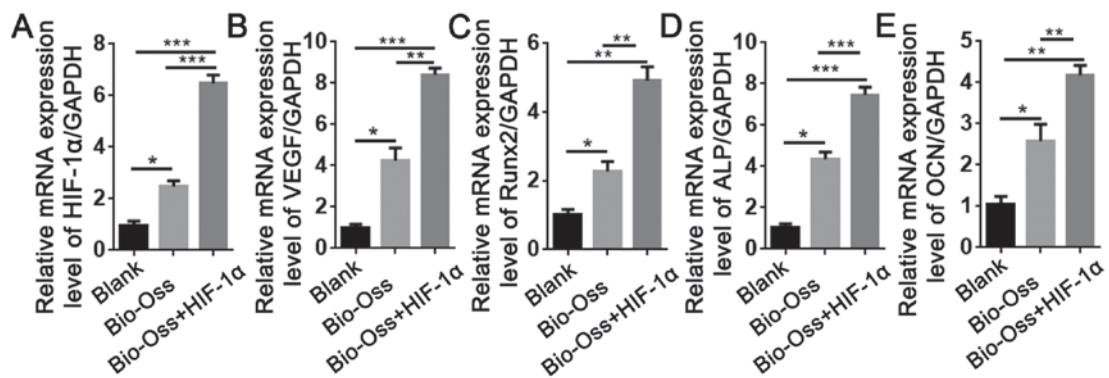 A
Relative mRNA expression
level of HIF-1α/GAPDH
10
8
6
4
2
0
***
***
*
Blank
Bio-Oss
Bio-Oss+HIF-1α
B
Relative mRNA expression
level of VEGF/GAPDH
10
8
6
4
2
0
***
**
*
Blank
Bio-Oss
Bio-Oss+HIF-1α
C
Relative mRNA expression
level of Runx2/GAPDH
6
4
2
0
**
**
*
Blank
Bio-Oss
Bio-Oss+HIF-1α
D
Relative mRNA expression
level of ALP/GAPDH
10
8
6
4
2
0
***
***
*
Blank
Bio-Oss
Bio-Oss+HIF-1α
E
Relative mRNA expression
level of OCN/GAPDH
5
4
3
2
1
0
**
**
*
Blank
Bio-Oss
Bio-Oss+HIF-1α